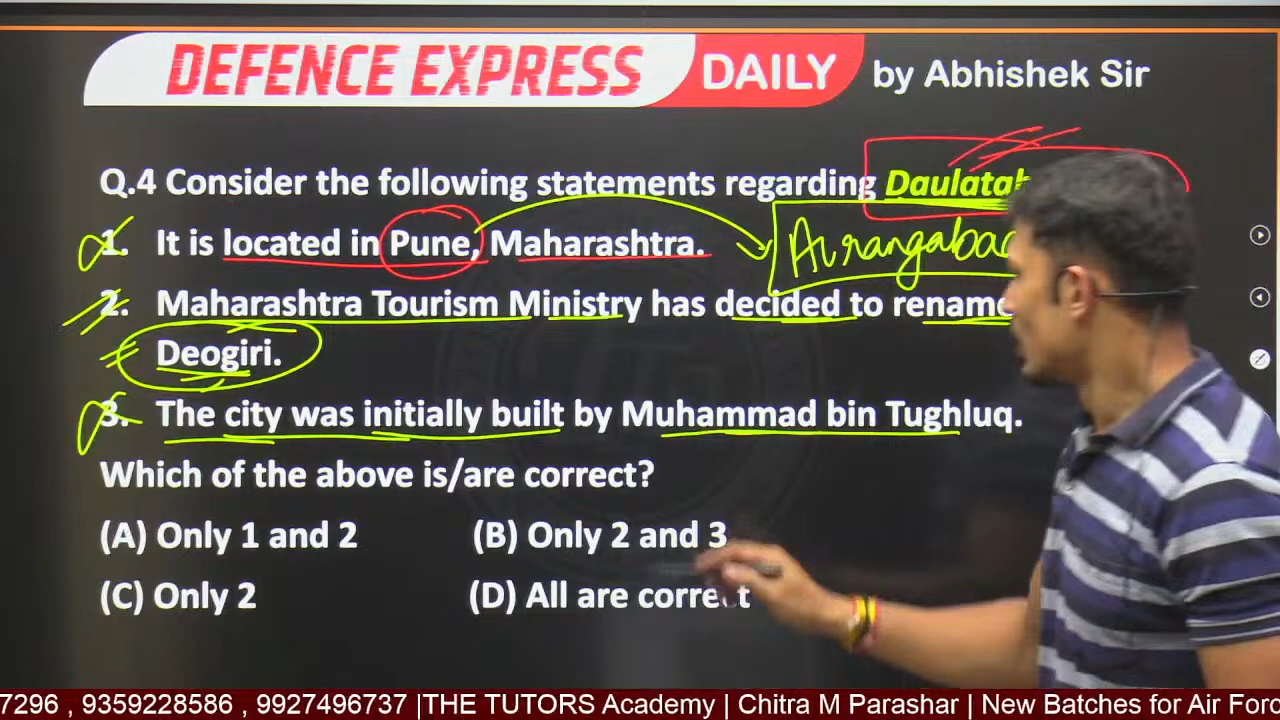 DEFENCE EXPRESS DAILY by Abhishek Sir
Q.4 Consider the following statements regarding
1. It is located in Pune, Maharashtra.
2. Maharashtra Tourism Ministry has decided to rename
Deogiri.
3. The city was initially built by Muhammad bin Tughluq.
Which of the above is/are correct?
(A) Only 1 and 2 (B) Only 2 and 3
(C) Only 2 (D) All are correct
7296 , 9359228586 , 9927496737 |THE TUTORS Academy | Chitra M Parashar | New Batches for Air Forc